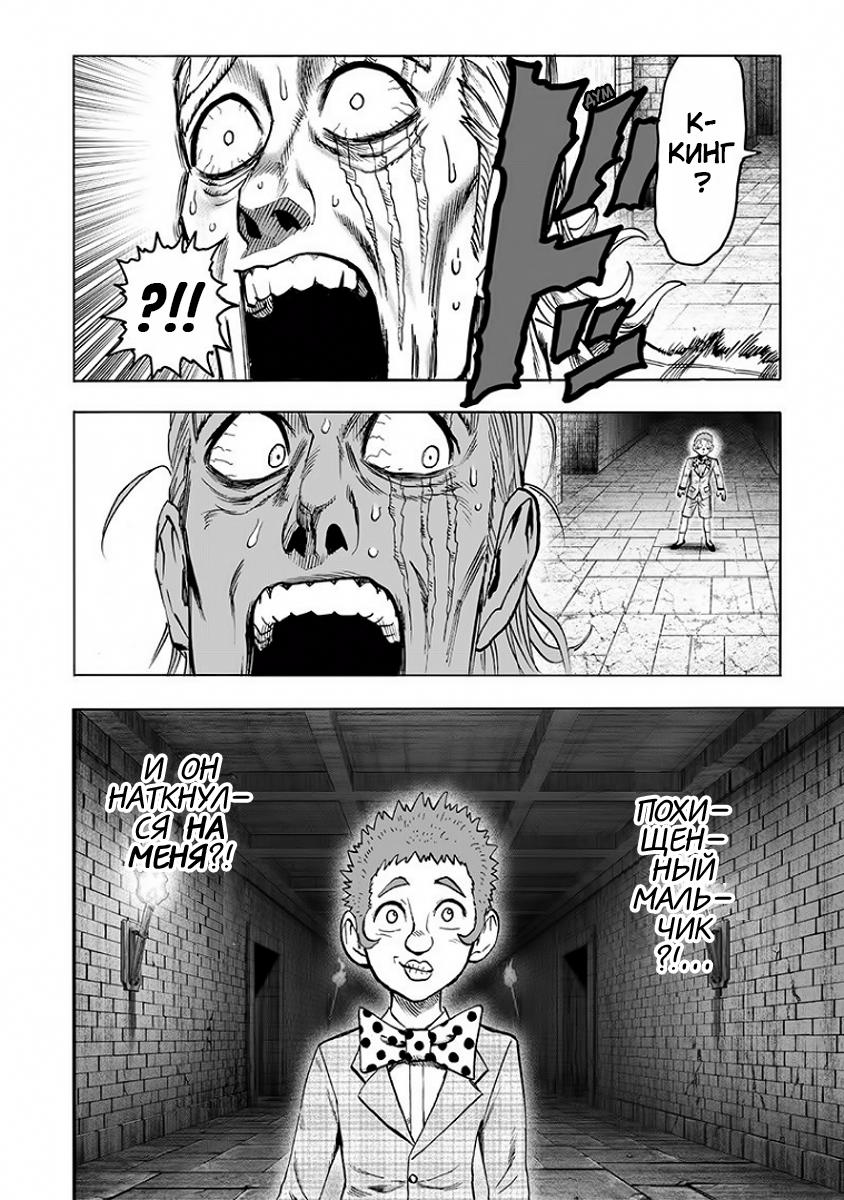 К-
КИНГ
?
ДУМ
?!!
ПОХИ-
ЩЕН-
НЫЙ
МАЛЬ-
ЧИК
?!...
И ОН
НАТКНУЛ-
СЯ НА
МЕНЯ?!